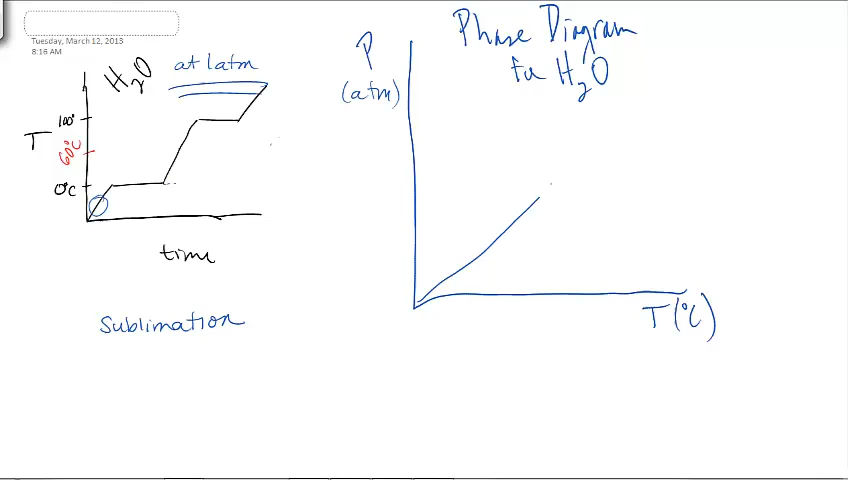 Tuesday, March 12, 2013
8:16 AM
H₂O
at 1atm
100°
T
60°C
0°C
time
Sublimation
Phase Diagram
for H₂O
P
(atm)
T (°C)